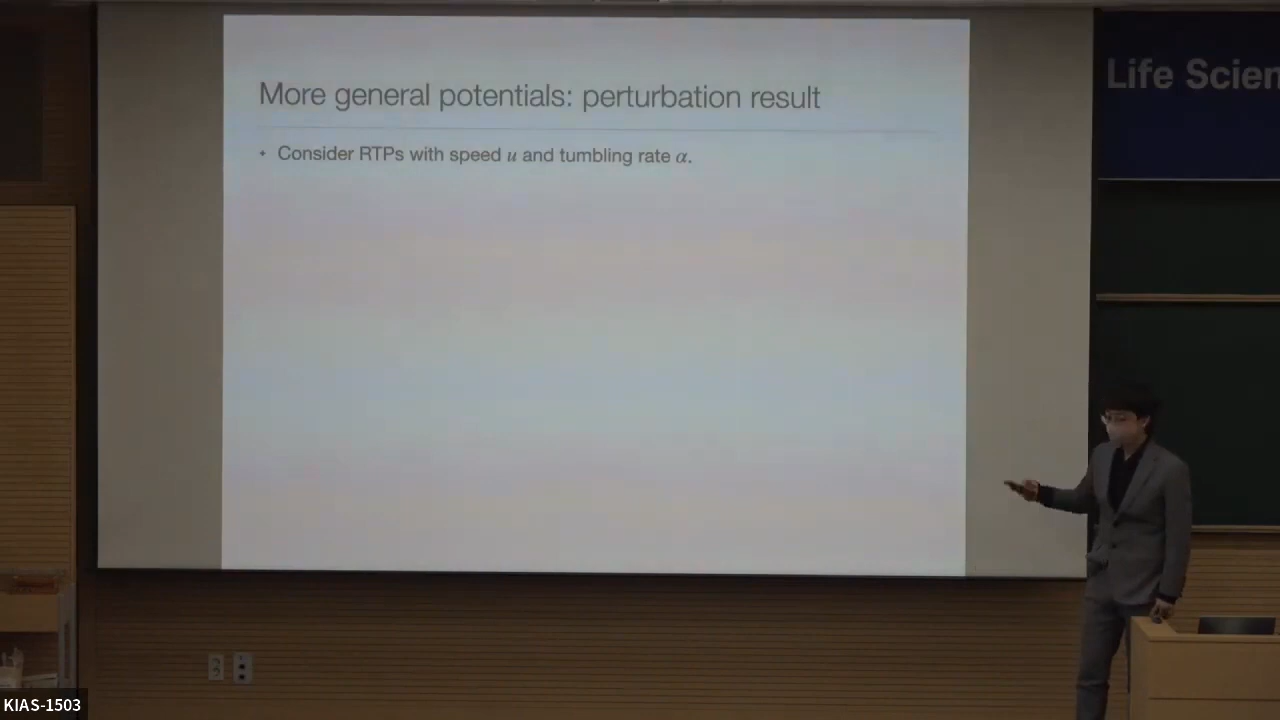 More general potentials: perturbation result
• Consider RTPs with speed u and tumbling rate α.
Life Scien
KIAS-1503